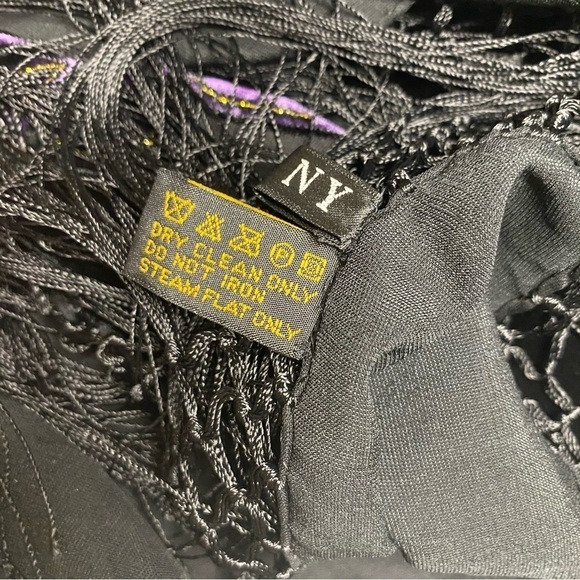 NY
Ⓟ
DRY CLEAN ONLY
DO NOT IRON
STEAM FLAT ONLY